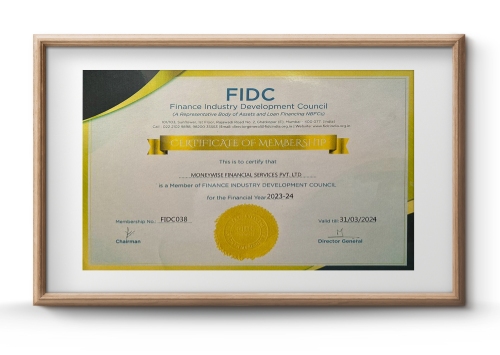 FIDC
Finance Industry Development Council
(A Representative Body of Assets and Loan Financing NBFCs)
CERTIFICATE OF MEMBERSHIP
This is to certify that
MONEYWISE FINANCIAL SERVICES PVT. LTD.
is a Member of FINANCE INDUSTRY DEVELOPMENT COUNCIL
for the Financial Year 2023-24
Membership No. FIDC038
Valid till 31/03/2024
Chairman
Director General